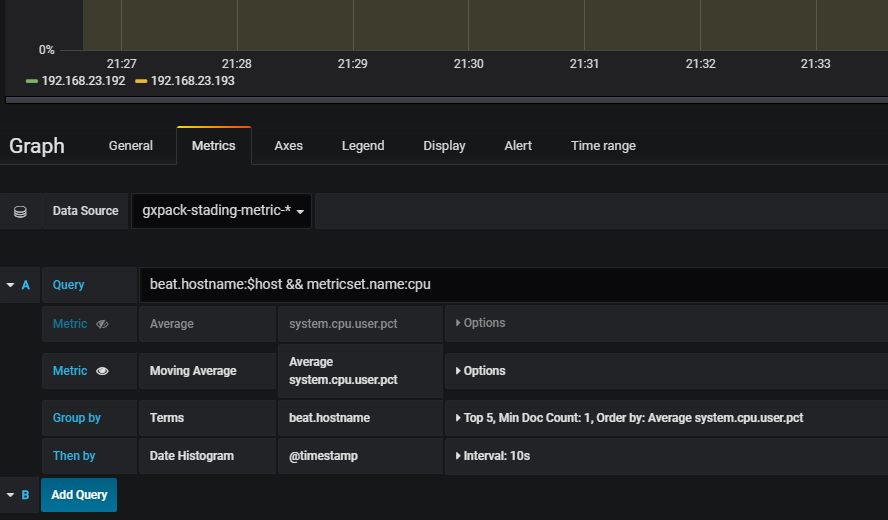 0%
21:27 21:28 21:29 21:30 21:31 21:32 21:33
192.168.23.192 192.168.23.193
Graph General Metrics Axes Legend Display Alert Time range
Data Source gxpack-stading-metric-*
A Query beat.hostname:$host && metricset.name:cpu
Metric Average system.cpu.user.pct Options
Metric Moving Average Average system.cpu.user.pct Options
Group by Terms beat.hostname Top 5, Min Doc Count: 1, Order by: Average system.cpu.user.pct
Then by Date Histogram @timestamp Interval: 10s
B Add Query